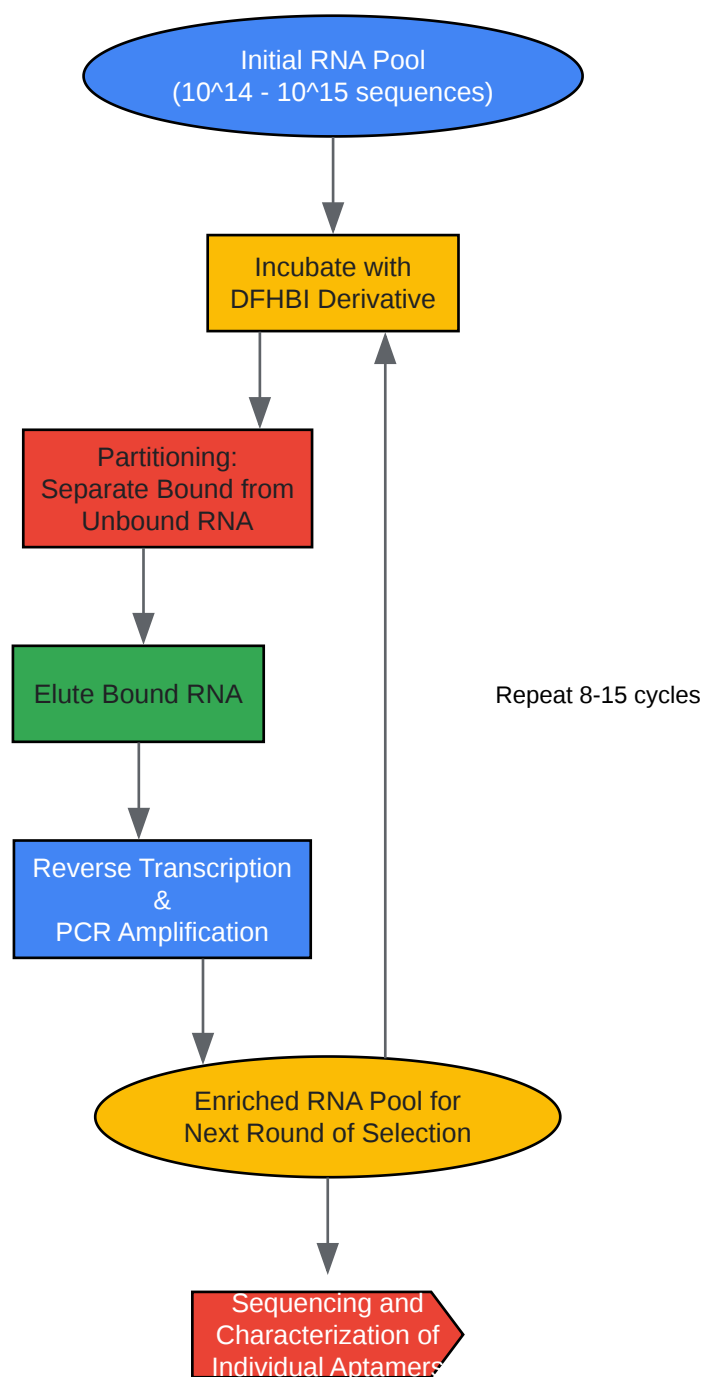 Initial RNA Pool
(10^14 - 10^15 sequences)
Incubate with
DFHBI Derivative
Partitioning:
Separate Bound from
Unbound RNA
Elute Bound RNA
Repeat 8-15 cycles
Reverse Transcription
&
PCR Amplification
Enriched RNA Pool for
Next Round of Selection
Sequencing and
Characterization of
Individual Aptamers